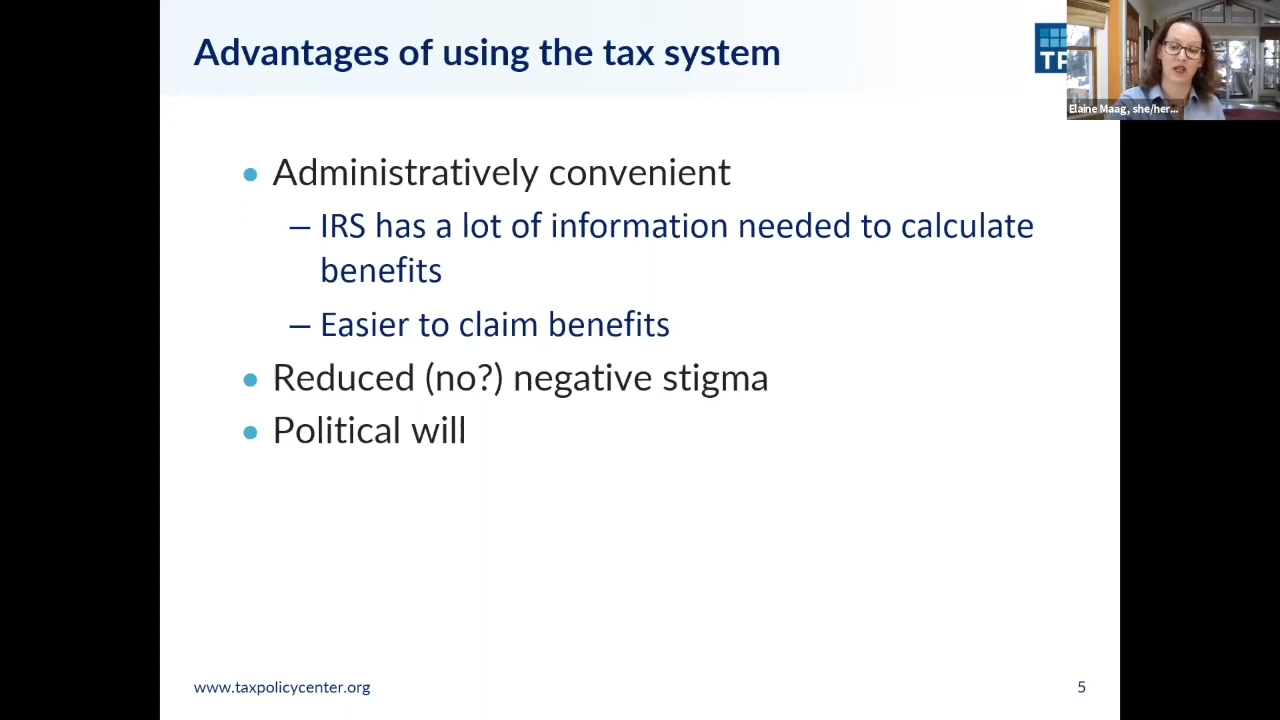 Advantages of using the tax system
TP
Elaine Maag, she/her...
• Administratively convenient
– IRS has a lot of information needed to calculate
benefits
– Easier to claim benefits
• Reduced (no?) negative stigma
• Political will
www.taxpolicycenter.org
5